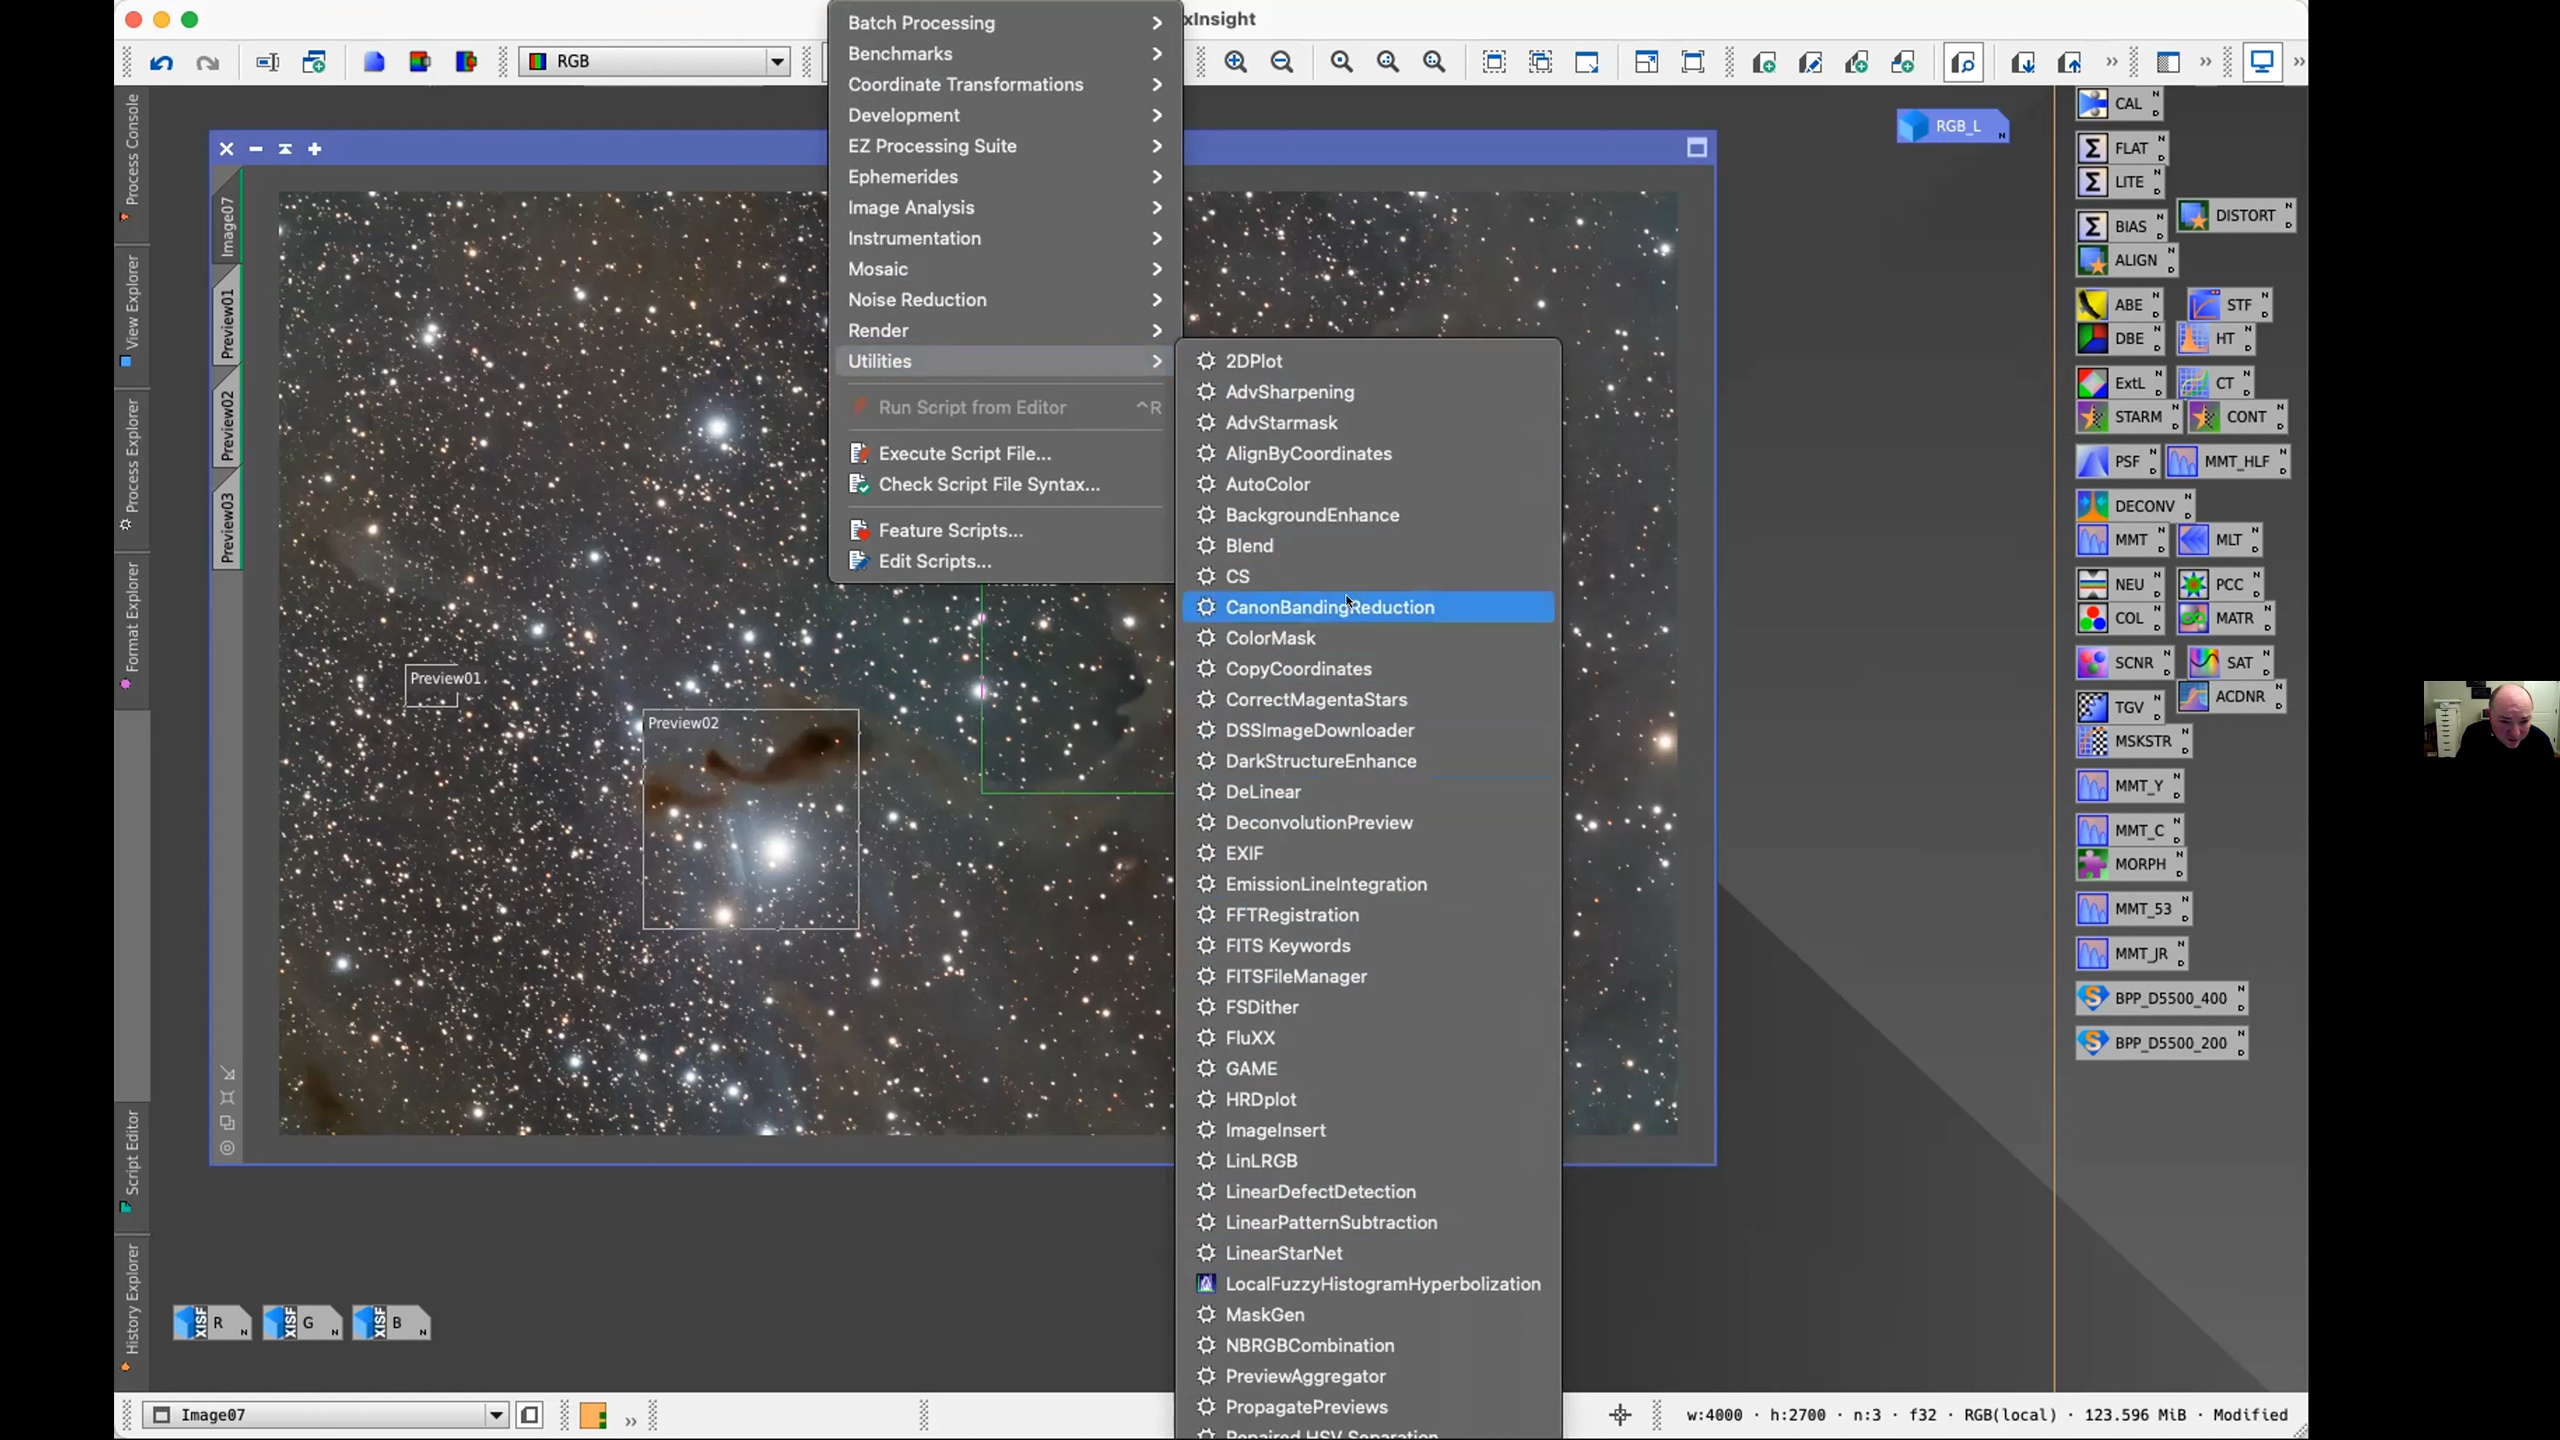 xInsight
RGB
Batch Processing
Benchmarks
Coordinate Transformations
Development
EZ Processing Suite
Ephemerides
Image Analysis
Instrumentation
Mosaic
Noise Reduction
Render
Utilities
Run Script from Editor ^R
Execute Script File...
Check Script File Syntax...
Feature Scripts...
Edit Scripts...
2DPlot
AdvSharpening
AdvStarmask
AlignByCoordinates
AutoColor
BackgroundEnhance
Blend
CS
CanonBandingReduction
ColorMask
CopyCoordinates
CorrectMagentaStars
DSSImageDownloader
DarkStructureEnhance
DeLinear
DeconvolutionPreview
EXIF
EmissionLineIntegration
FFTRegistration
FITS Keywords
FITSFileManager
FSDither
FluXX
GAME
HRDplot
ImageInsert
LinLRGB
LinearDefectDetection
LinearPatternSubtraction
LinearStarNet
LocalFuzzyHistogramHyperbolization
MaskGen
NBRGBCombination
PreviewAggregator
PropagatePreviews
Repaired HSV Separation
Process Console
View Explorer
Process Explorer
Format Explorer
Script Editor
History Explorer
Image07
Preview01
Preview02
Preview03
Preview01
Preview02
RGB_L N
CAL N D
FLAT N D
LITE N D
BIAS N D
DISTORT N D
ALIGN N D
ABE N D
STF N D
DBE N D
HT N D
ExtL N D
CT N D
STARM N D
CONT N D
PSF N D
MMT_HLF N D
DECONV N D
MMT N D
MLT N D
NEU N D
PCC N D
COL N D
MATR N D
SCNR N D
SAT N D
ACDNR N D
TGV N D
MSKSTR N D
MMT_Y N D
MMT_C N D
MORPH N D
MMT_53 N D
MMT_JR N D
BPP_D5500_400 N D
BPP_D5500_200 N D
XISF R N
XISF G N
XISF B N
Image07
w:4000 · h:2700 · n:3 · f32 · RGB(local) · 123.596 MiB · Modified